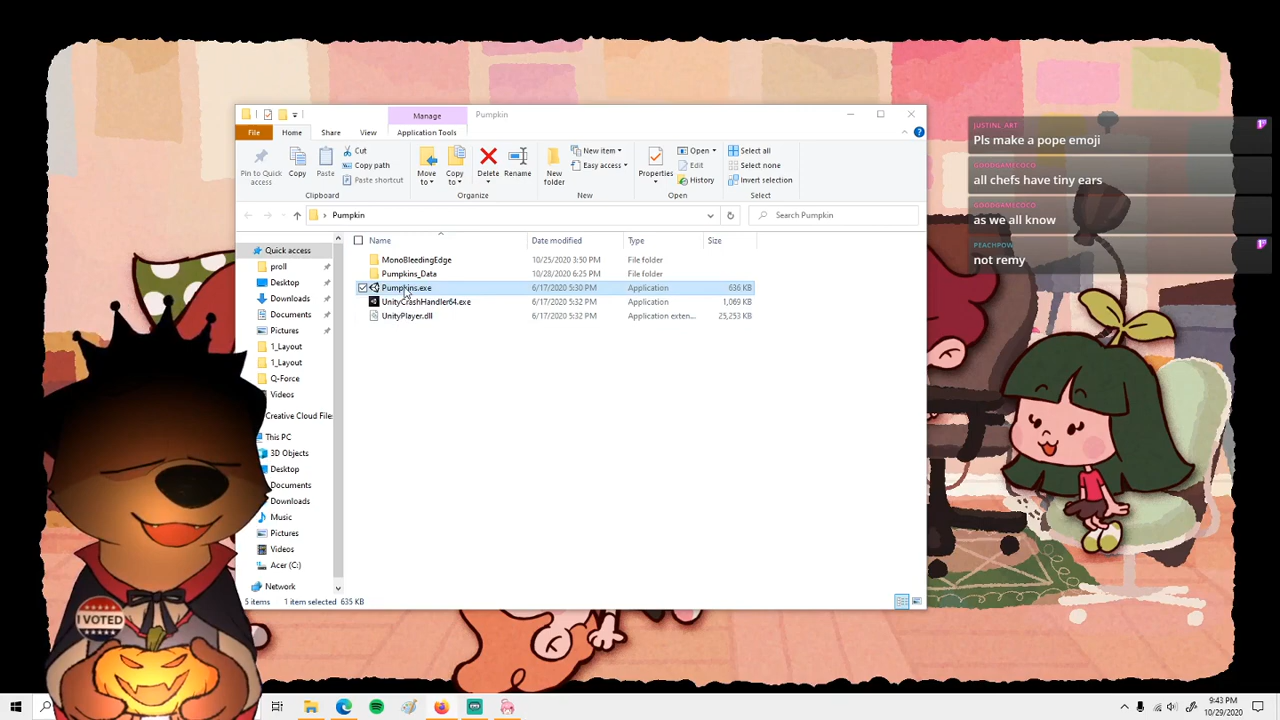 Manage
Pumpkin
File
Home
Share
View
Application Tools
Pin to Quick access
Copy
Paste
Cut
Copy path
Paste shortcut
Clipboard
Move to
Copy to
Delete
Rename
Organize
New folder
New item
Easy access
New
Properties
Open
Edit
History
Open
Select all
Select none
Invert selection
Select
Pumpkin
Search Pumpkin
Name
Date modified
Type
Size
MonoBleedingEdge 10/25/2020 3:50 PM File folder
Pumpkins_Data 10/28/2020 6:25 PM File folder
Pumpkins.exe 6/17/2020 5:30 PM Application 636 KB
UnityCrashHandler64.exe 6/17/2020 5:32 PM Application 1,069 KB
UnityPlayer.dll 6/17/2020 5:32 PM Application exten... 25,253 KB
Quick access
proll
Desktop
Downloads
Documents
Pictures
1_Layout
1_Layout
Q-Force
Videos
Creative Cloud File
This PC
3D Objects
Desktop
Documents
Downloads
Music
Pictures
Videos
Acer (C:)
Network
5 items 1 item selected 635 KB
JUSTINL_ART
Pls make a pope emoji
GOODGAMECOCO
all chefs have tiny ears
GOODGAMECOCO
as we all know
PEACHPOW
not remy
I VOTED
9:43 PM
10/29/2020